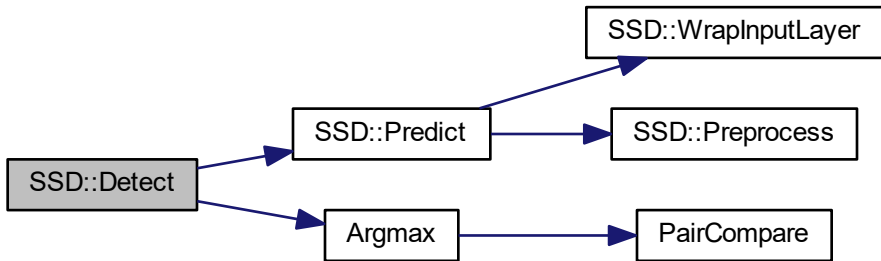 SSD::WrapInputLayer
SSD::Predict
SSD::Preprocess
SSD::Detect
Argmax
PairCompare